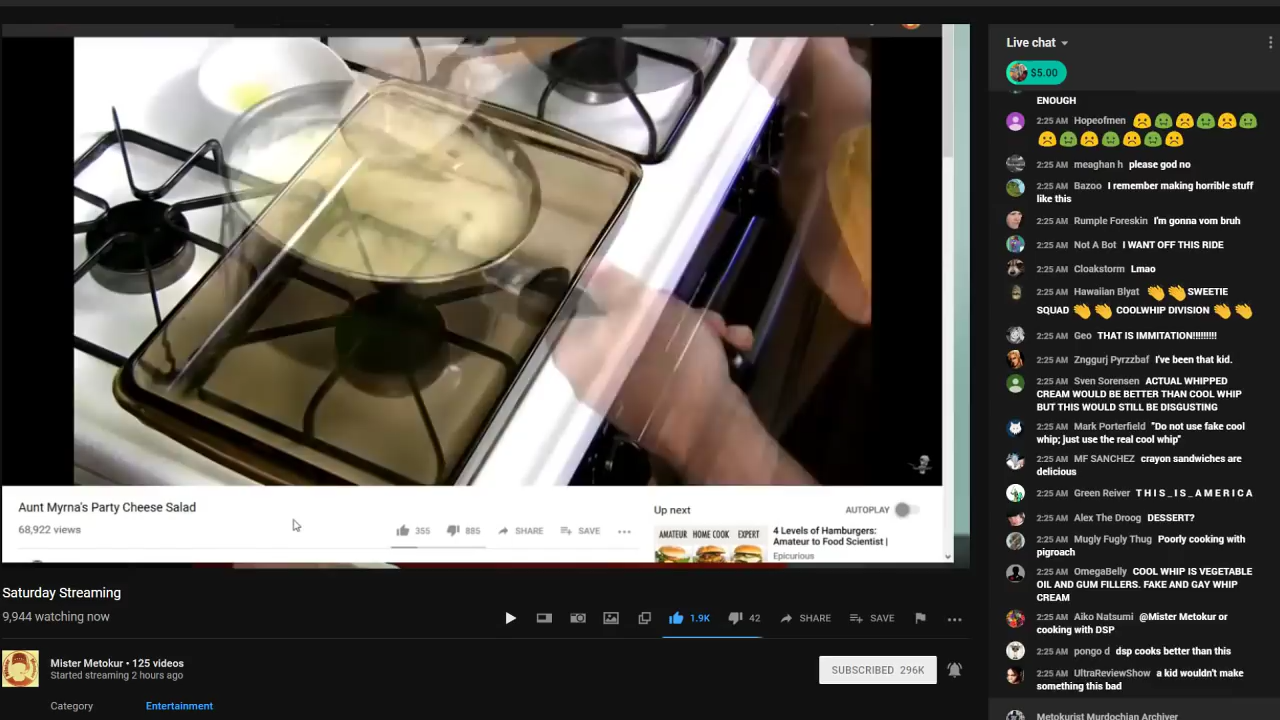 Aunt Myrna's Party Cheese Salad
68,922 views
355
885
SHARE
SAVE
Up next
AUTOPLAY
AMATEUR HOME COOK EXPERT
4 Levels of Hamburgers:
Amateur to Food Scientist |
Epicurious
Saturday Streaming
9,944 watching now
1.9K
42
SHARE
SAVE
Mister Metokur • 125 videos
Started streaming 2 hours ago
SUBSCRIBED 296K
Category
Entertainment
Live chat
$5.00
ENOUGH
2:25 AM Hopeofmen
2:25 AM meaghan h please god no
2:25 AM Bazoo I remember making horrible stuff
like this
2:25 AM Rumple Foreskin I'm gonna vom bruh
2:25 AM Not A Bot I WANT OFF THIS RIDE
2:25 AM Cloakstorm Lmao
2:25 AM Hawaiian Blyat 👏👏SWEETIE
SQUAD 👏👏 COOLWHIP DIVISION 👏👏
2:25 AM Geo THAT IS IMMITATION!!!!!!!!!
2:25 AM Znggurj Pyrzzbaf I've been that kid.
2:25 AM Sven Sorensen ACTUAL WHIPPED
CREAM WOULD BE BETTER THAN COOL WHIP
BUT THIS WOULD STILL BE DISGUSTING
2:25 AM Mark Porterfield "Do not use fake cool
whip; just use the real cool whip"
2:25 AM MF SANCHEZ crayon sandwiches are
delicious
2:25 AM Green Reiver T H I S _ I S _ A M E R I C A
2:25 AM Alex The Droog DESSERT?
2:25 AM Mugly Fugly Thug Poorly cooking with
pigroach
2:25 AM OmegaBelly COOL WHIP IS VEGETABLE
OIL AND GUM FILLERS. FAKE AND GAY WHIP
CREAM
2:25 AM Aiko Natsumi @Mister Metokur or
cooking with DSP
2:25 AM pongo d dsp cooks better than this
2:25 AM UltraReviewShow a kid wouldn't make
something this bad
Metokurist Murdochian Archiver